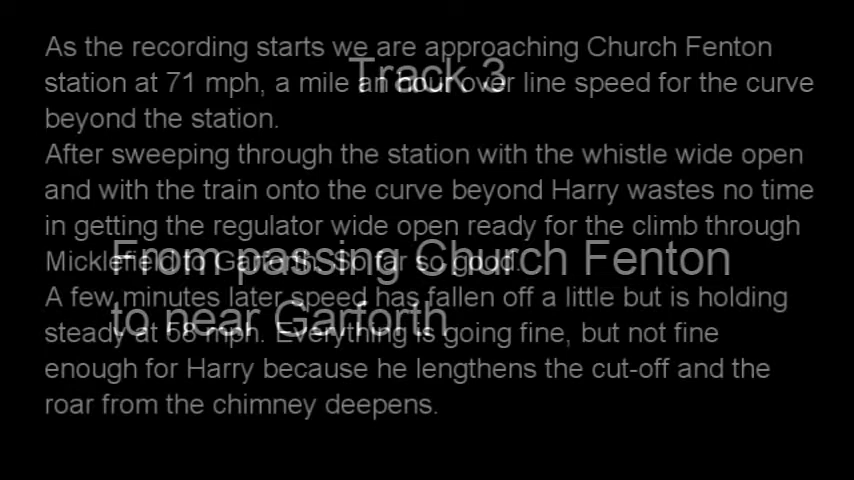 Track 3
From passing Church Fenton
to near Garforth
As the recording starts we are approaching Church Fenton
station at 71 mph, a mile an hour over line speed for the curve
beyond the station.
After sweeping through the station with the whistle wide open
and with the train onto the curve beyond Harry wastes no time
in getting the regulator wide open ready for the climb through
Micklefield to Garforth. So far so good.
A few minutes later speed has fallen off a little but is holding
steady at 58 mph. Everything is going fine, but not fine
enough for Harry because he lengthens the cut-off and the
roar from the chimney deepens.